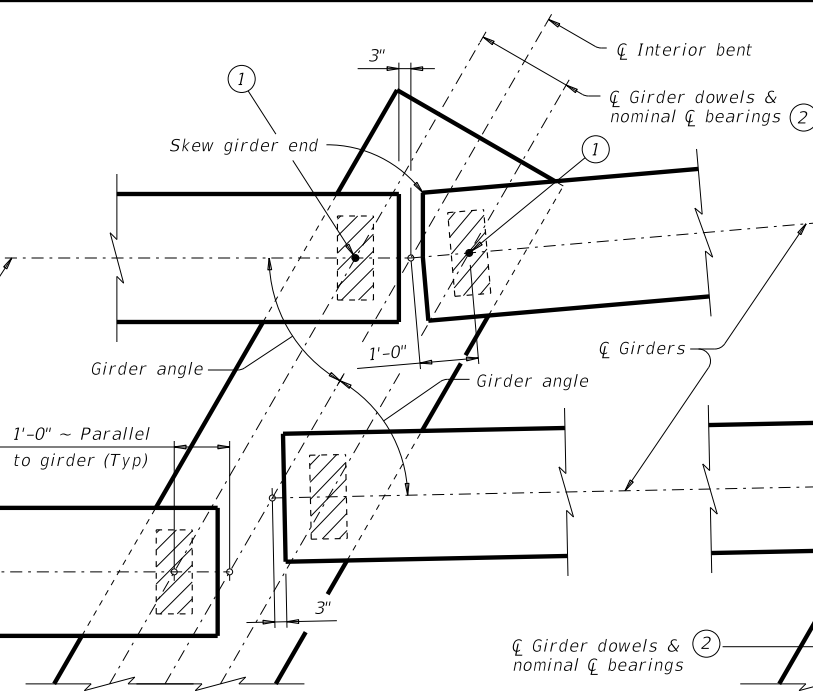 3"
℄ Interior bent
1
℄ Girder dowels &
nominal ℄ bearings 2
Skew girder end
1
1'-0"
℄ Girders
Girder angle
Girder angle
1'-0" ~ Parallel
to girder (Typ)
3"
℄ Girder dowels & 2
nominal ℄ bearings